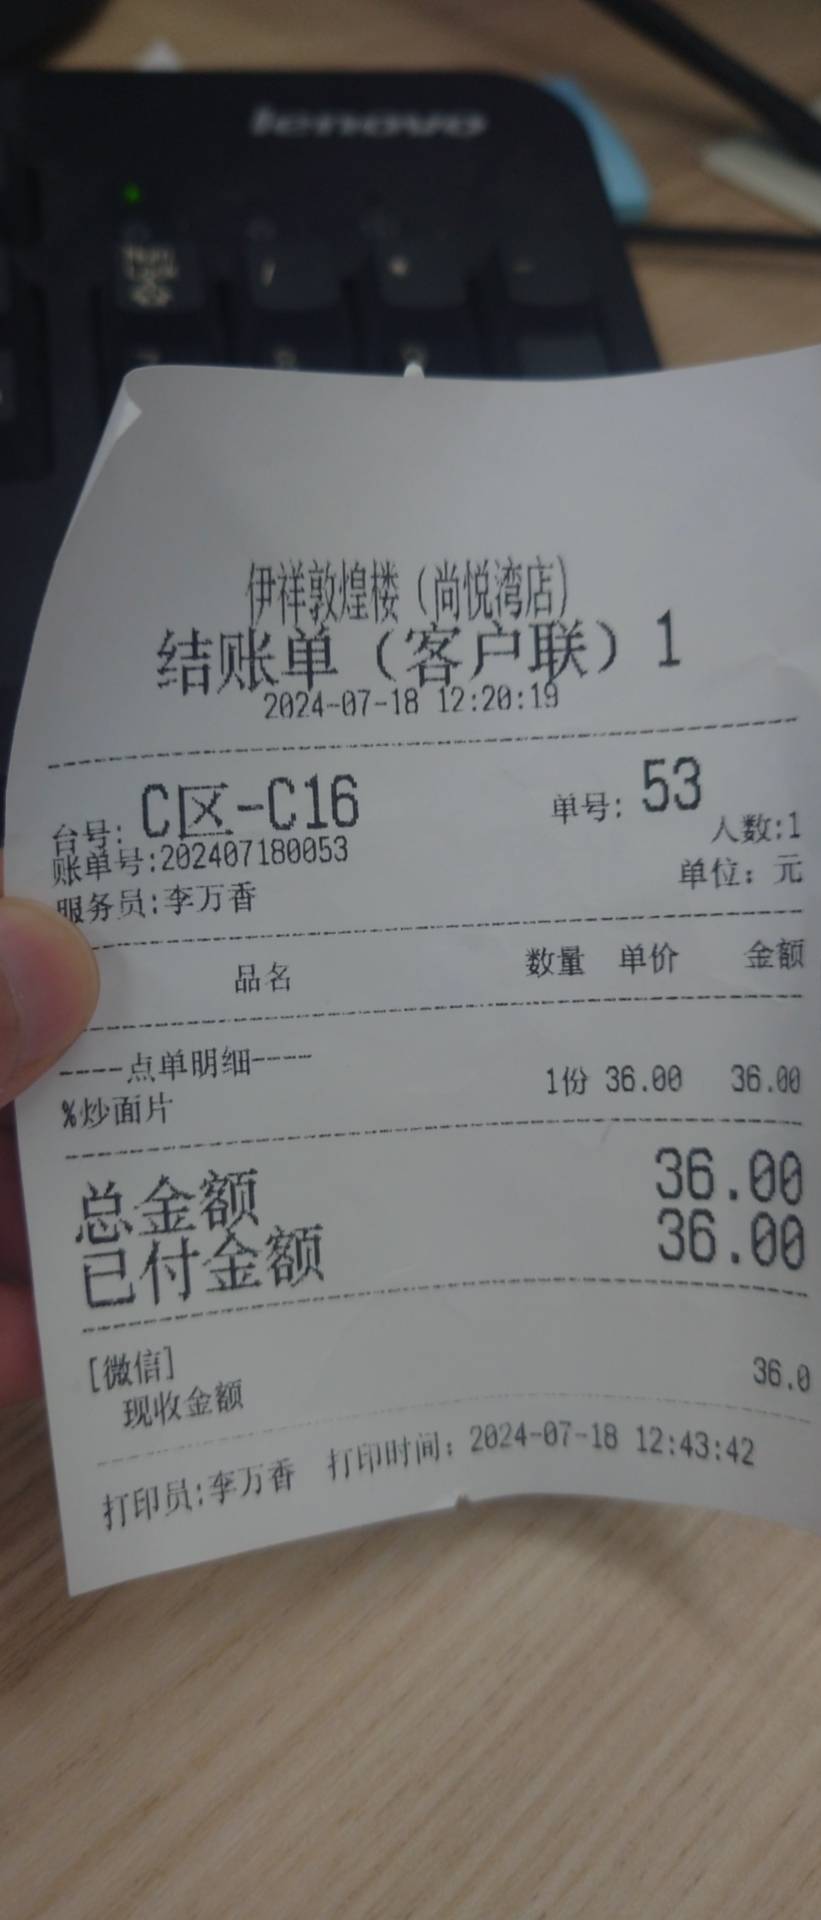 lenovo
Num
Lock
/
*
-
伊祥敦煌楼（尚悦湾店）
结账单（客户联）1
2024-07-18 12:20:19
台号: C区-C16 单号: 53
人数:1
账单号:202407180053
单位: 元
服务员:李万香
品名 数量 单价 金额
----点单明细----
%炒面片 1份 36.00 36.00
总金额 36.00
已付金额 36.00
[微信]
现收金额 36.0
打印员:李万香 打印时间: 2024-07-18 12:43:42